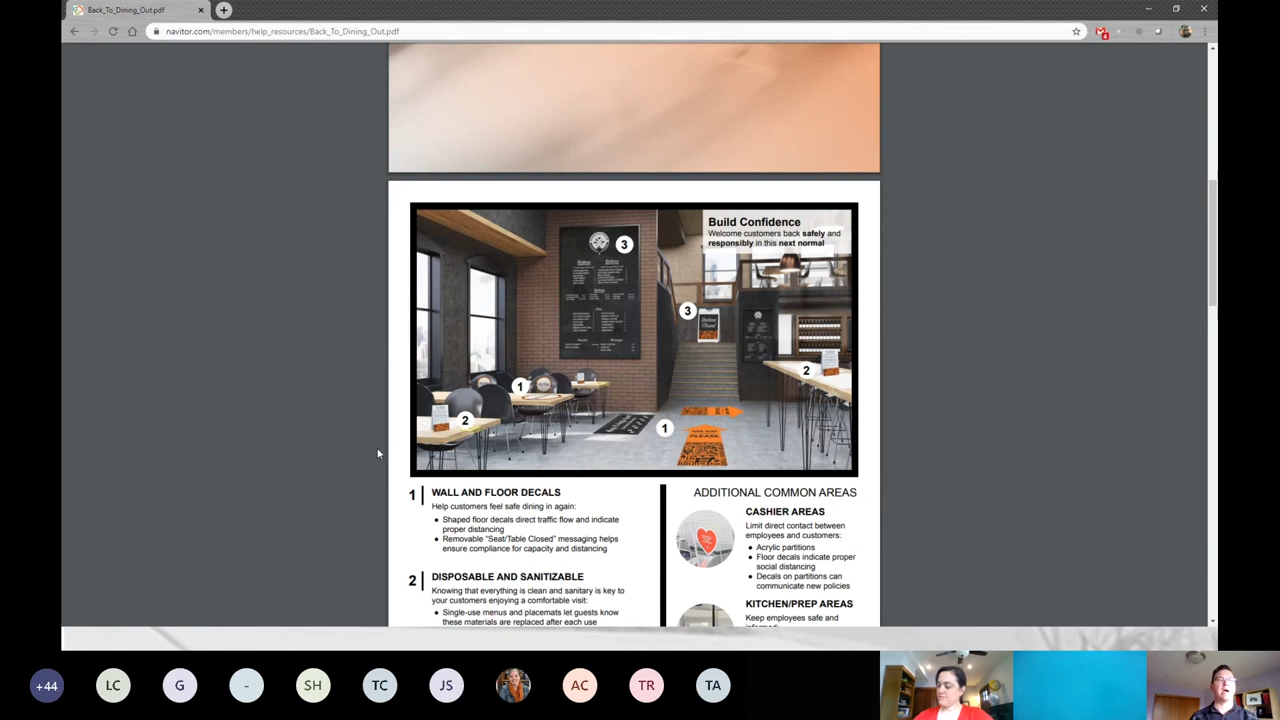 Back_To_Dining_Out.pdf
navitor.com/members/help_resources/Back_To_Dining_Out.pdf
Build Confidence
Welcome customers back safely and
responsibly in this next normal
3
3
2
1
2
1
PLEASE
1
WALL AND FLOOR DECALS
Help customers feel safe dining in again:
• Shaped floor decals direct traffic flow and indicate
proper distancing
• Removable “Seat/Table Closed” messaging helps
ensure compliance for capacity and distancing
2
DISPOSABLE AND SANITIZABLE
Knowing that everything is clean and sanitary is key to
your customers enjoying a comfortable visit:
• Single-use menus and placemats let guests know
these materials are replaced after each use
ADDITIONAL COMMON AREAS
CASHIER AREAS
Limit direct contact between
employees and customers:
• Acrylic partitions
• Floor decals indicate proper
social distancing
• Decals on partitions can
communicate new policies
KITCHEN/PREP AREAS
Keep employees safe and
informed:
+44
LC
G
-
SH
TC
JS
AC
TR
TA